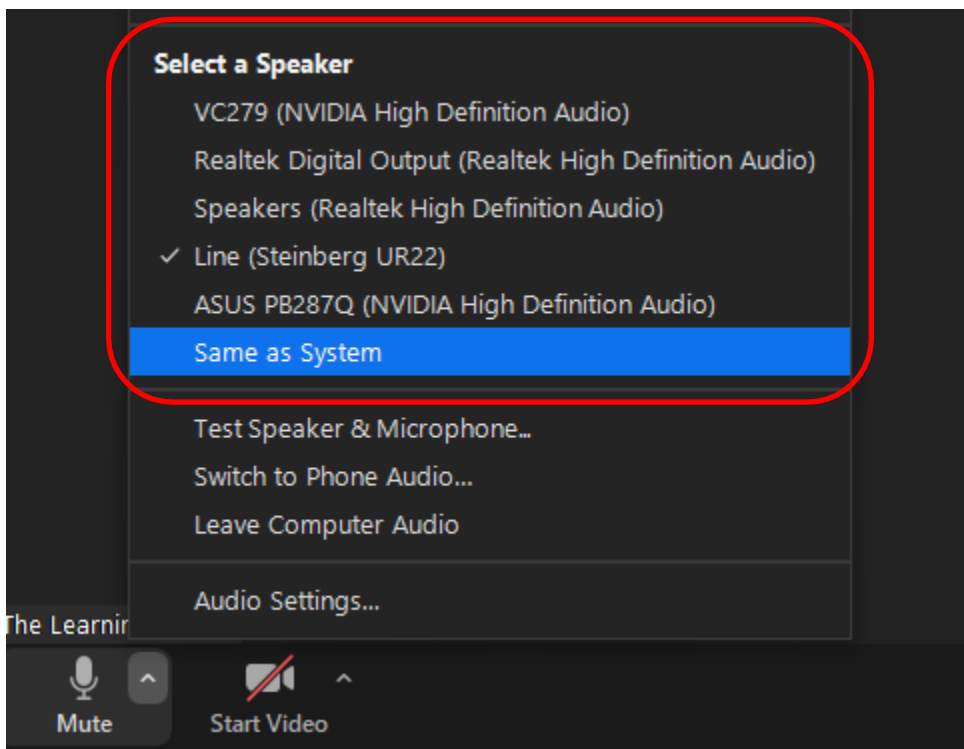 Select a Speaker
VC279 (NVIDIA High Definition Audio)
Realtek Digital Output (Realtek High Definition Audio)
Speakers (Realtek High Definition Audio)
Line (Steinberg UR22)
ASUS PB287Q (NVIDIA High Definition Audio)
Same as System
Test Speaker & Microphone...
Switch to Phone Audio...
Leave Computer Audio
Audio Settings...
The Learnin
Mute
Start Video